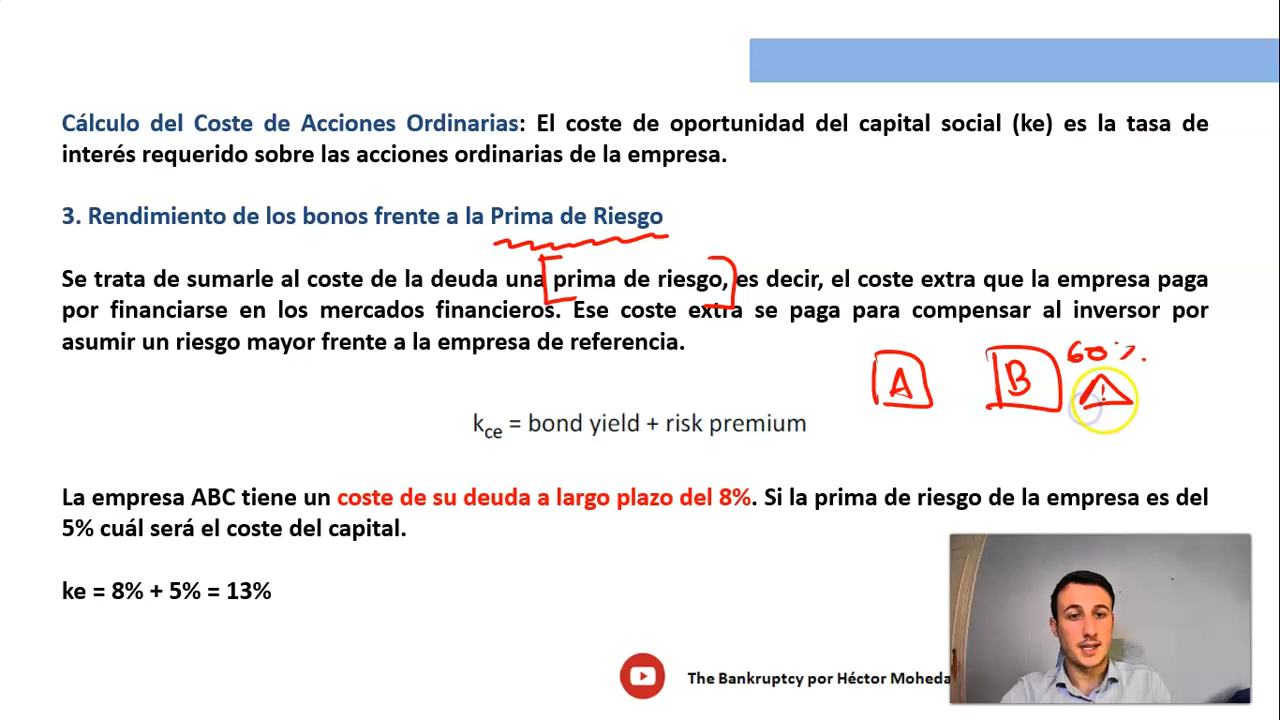 Cálculo del Coste de Acciones Ordinarias: El coste de oportunidad del capital social (ke) es la tasa de
interés requerido sobre las acciones ordinarias de la empresa.
3. Rendimiento de los bonos frente a la Prima de Riesgo
Se trata de sumarle al coste de la deuda una prima de riesgo, es decir, el coste extra que la empresa paga
por financiarse en los mercados financieros. Ese coste extra se paga para compensar al inversor por
asumir un riesgo mayor frente a la empresa de referencia.
60%.
A B !
kce = bond yield + risk premium
La empresa ABC tiene un coste de su deuda a largo plazo del 8%. Si la prima de riesgo de la empresa es del
5% cuál será el coste del capital.
ke = 8% + 5% = 13%
The Bankruptcy por Héctor Moheda